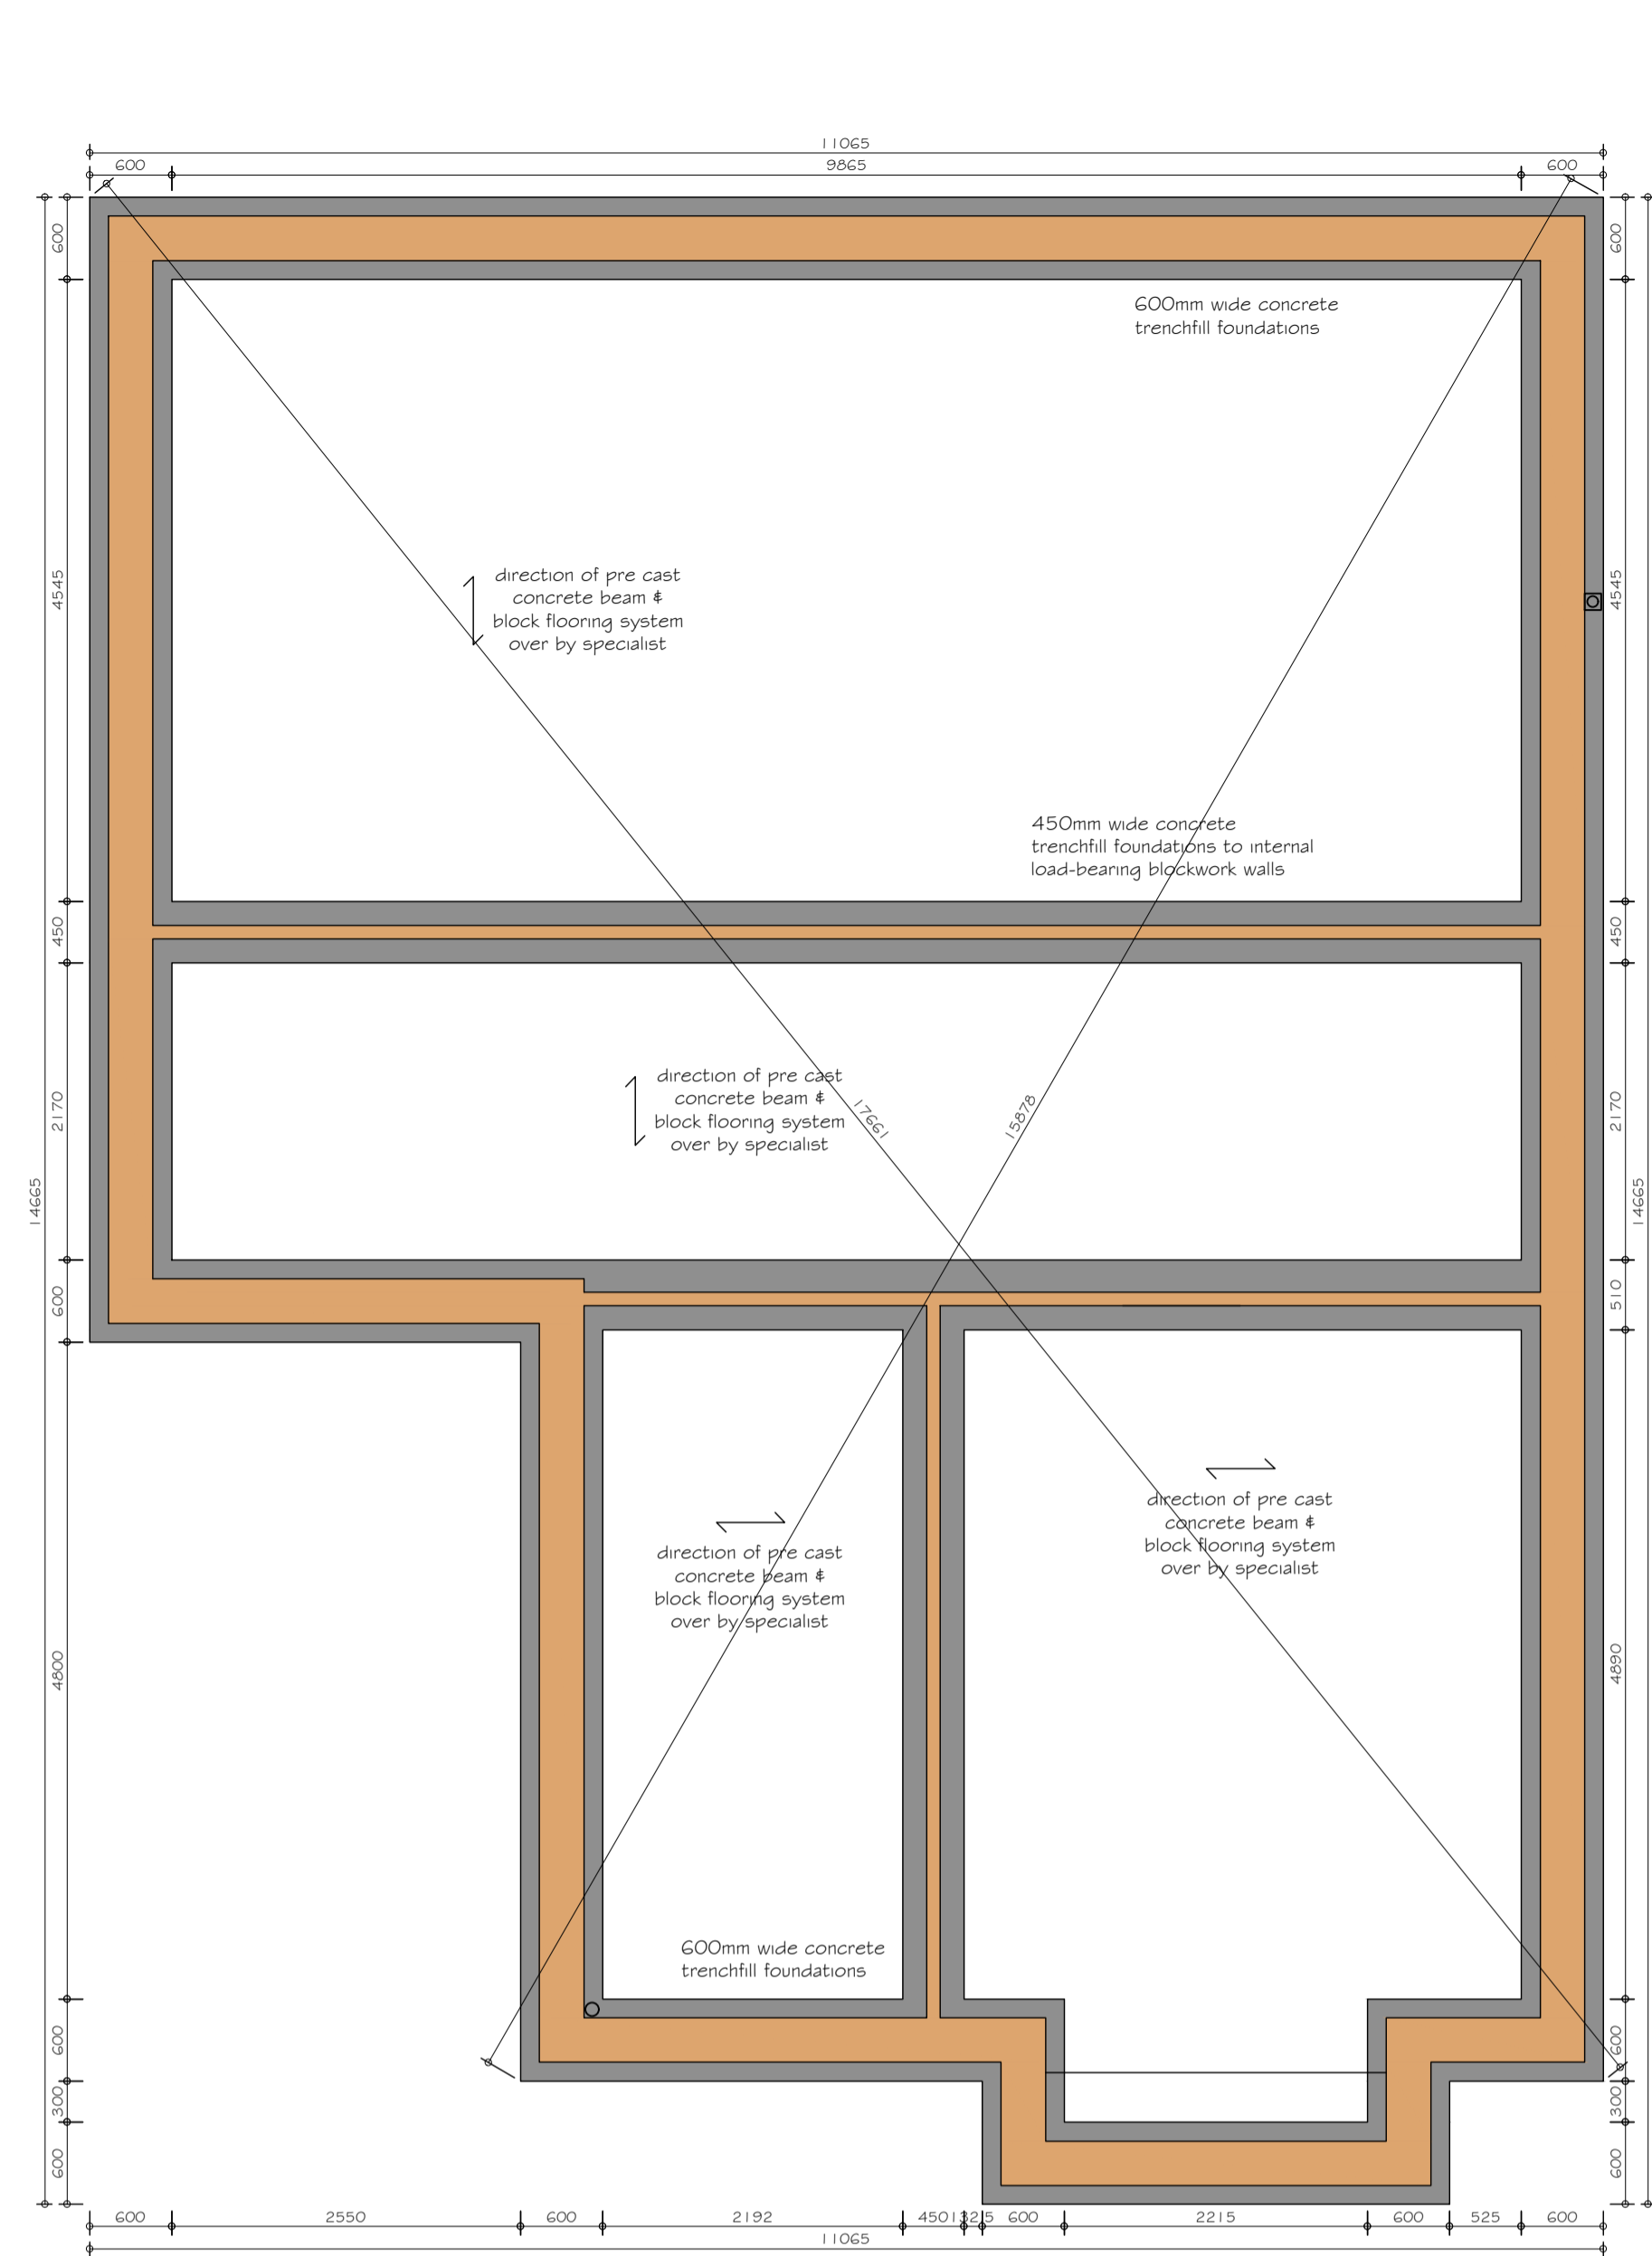 11065
600 9865 600
600
600
600mm wide concrete
trenchfill foundations
4545
4545
direction of pre cast
concrete beam &
block flooring system
over by specialist
450mm wide concrete
trenchfill foundations to internal
load-bearing blockwork walls
450
450
direction of pre cast
concrete beam &
block flooring system
over by specialist
17661
15878
2170
2170
14665
14665
600
510
direction of pre cast
concrete beam &
block flooring system
over by specialist
direction of pre cast
concrete beam &
block flooring system
over by specialist
4800
4890
600mm wide concrete
trenchfill foundations
600
600
300
300
600
600
600 2550 600 2192 450 600 2215 600 525 600
11065